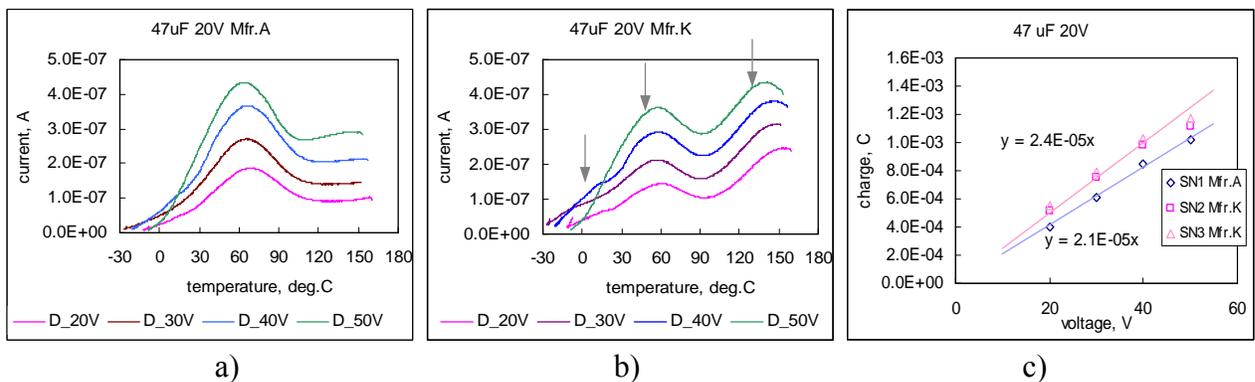 47uF 20V Mfr.A
5.0E-07
4.0E-07
3.0E-07
2.0E-07
1.0E-07
0.0E+00
current, A
-30 0 30 60 90 120 150 180
temperature, deg.C
D_20V D_30V D_40V D_50V
a)
47uF 20V Mfr.K
5.0E-07
4.0E-07
3.0E-07
2.0E-07
1.0E-07
0.0E+00
current, A
-30 0 30 60 90 120 150 180
temperature, deg.C
D_20V D_30V D_40V D_50V
b)
47 uF 20V
1.6E-03
1.4E-03
1.2E-03
1.0E-03
8.0E-04
6.0E-04
4.0E-04
2.0E-04
0.0E+00
charge, C
y = 2.4E-05x
y = 2.1E-05x
SN1 Mfr.A
SN2 Mfr.K
SN3 Mfr.K
0 20 40 60
voltage, V
c)